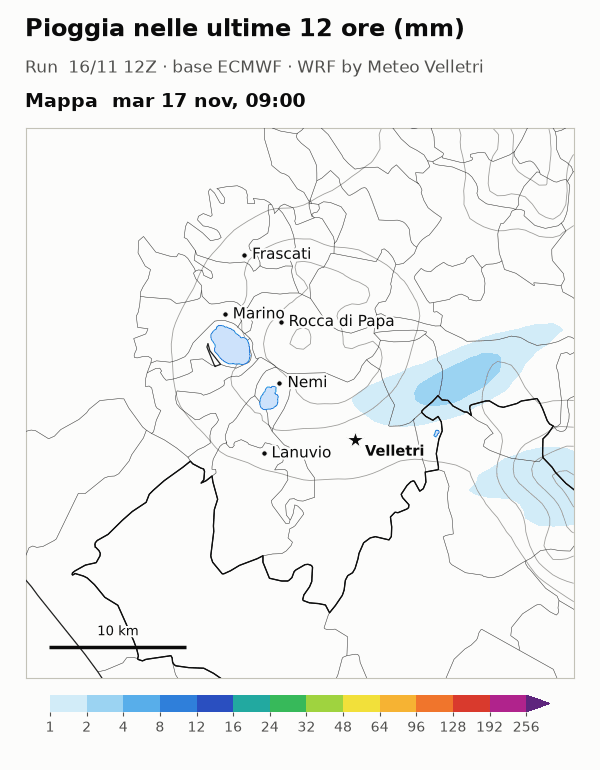 Pioggia nelle ultime 12 ore (mm)
Run  16/11 12Z · base ECMWF · WRF by Meteo Velletri
Mappa  mar 17 nov, 09:00
Frascati
Marino
Rocca di Papa
Nemi
Velletri
Lanuvio
10 km
1 2 4 8 12 16 24 32 48 64 96 128 192 256